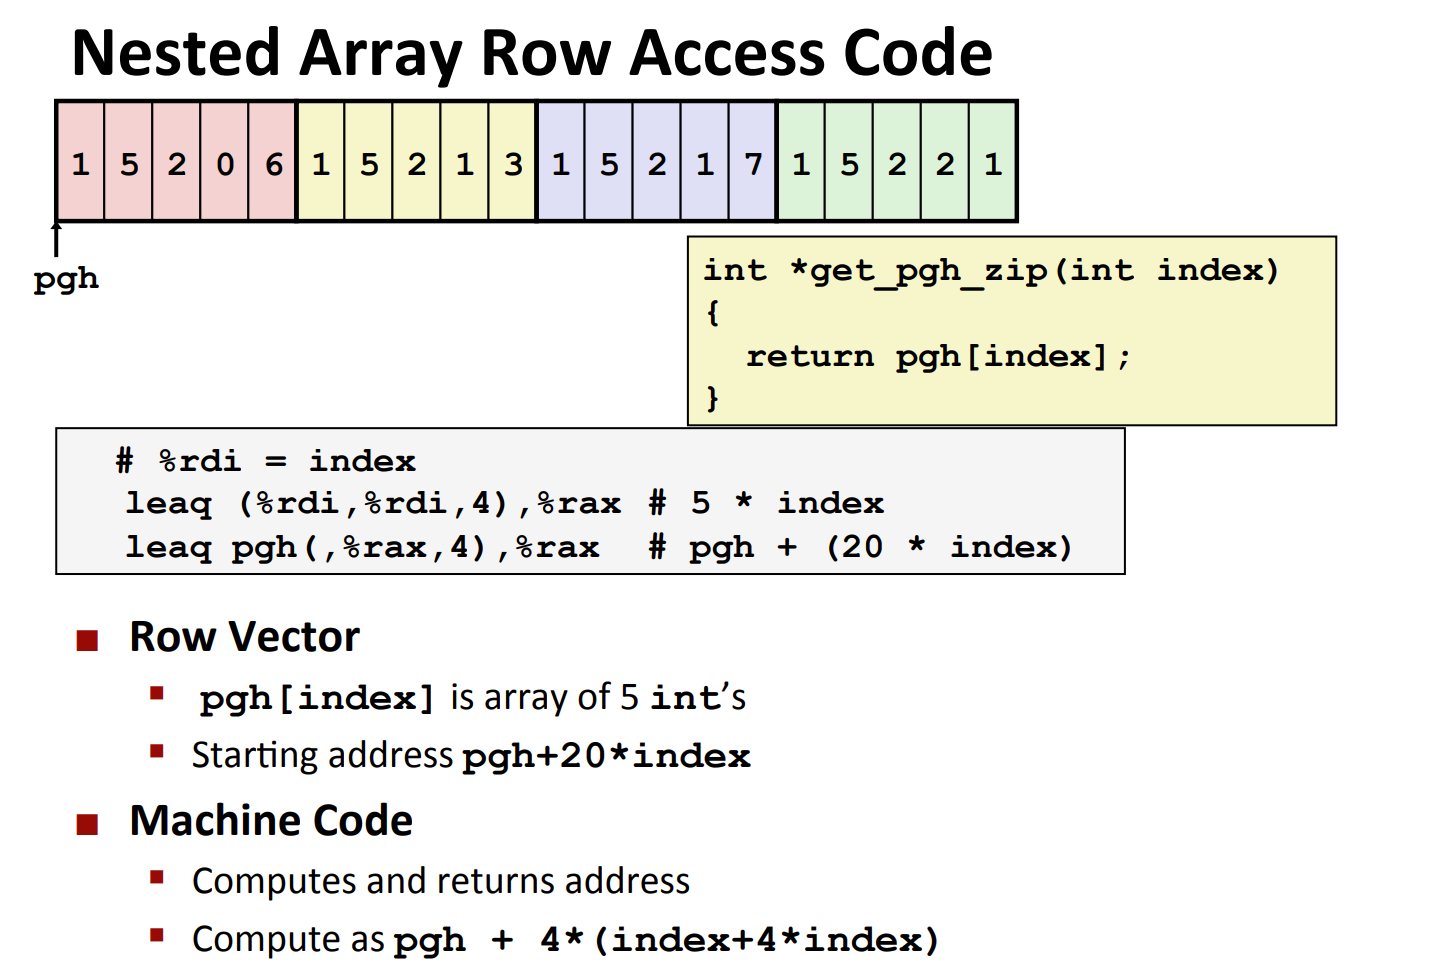 Nested Array Row Access Code
1 5 2 0 6 1 5 2 1 3 1 5 2 1 7 1 5 2 2 1
pgh
int *get_pgh_zip(int index)
{
  return pgh[index];
}
# %rdi = index
leaq (%rdi,%rdi,4),%rax # 5 * index
leaq pgh(,%rax,4),%rax  # pgh + (20 * index)
■ Row Vector
▪ pgh[index] is array of 5 int’s
▪ Starting address pgh+20*index
■ Machine Code
▪ Computes and returns address
▪ Compute as pgh + 4*(index+4*index)